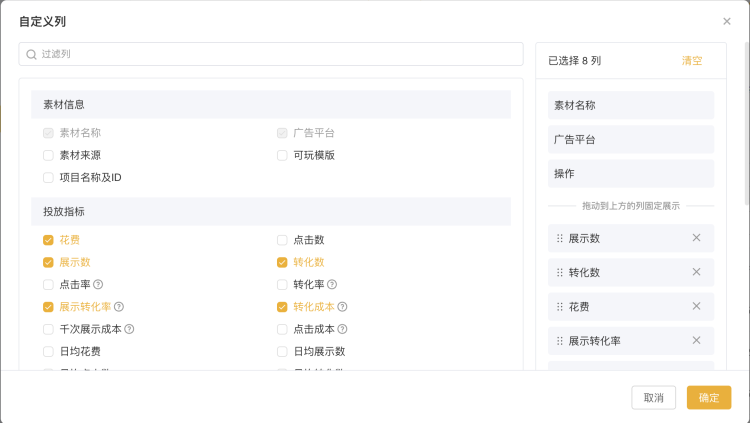 自定义列
过滤列
素材信息
素材名称
广告平台
素材来源
可玩模版
项目名称及ID
投放指标
花费
点击数
展示数
转化数
点击率
转化率
展示转化率
转化成本
千次展示成本
点击成本
日均花费
日均展示数
已选择 8 列
清空
素材名称
广告平台
操作
拖动到上方的列固定展示
展示数
转化数
花费
展示转化率
取消
确定